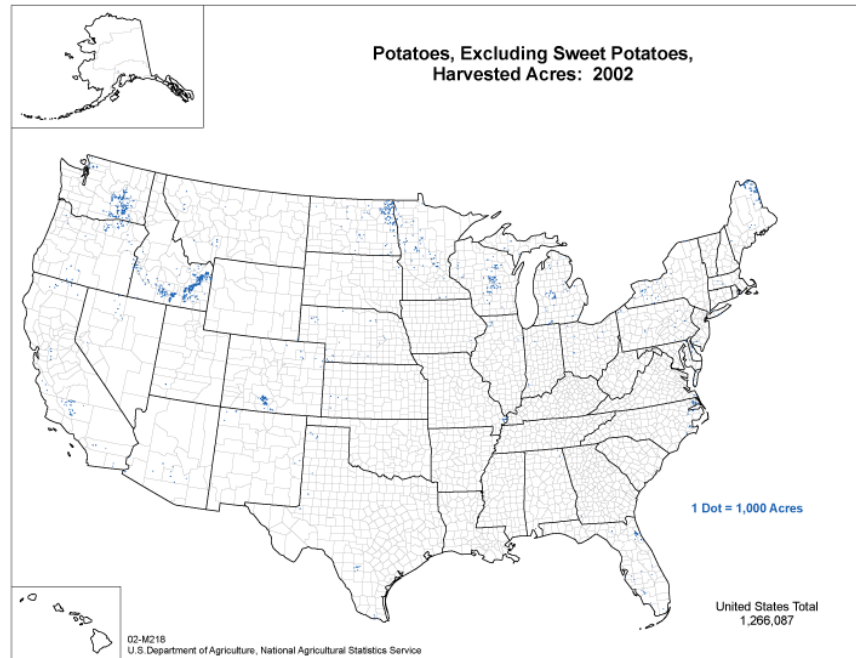 Potatoes, Excluding Sweet Potatoes,
Harvested Acres: 2002
1 Dot = 1,000 Acres
United States Total
1,266,087
02-M218
U.S. Department of Agriculture, National Agricultural Statistics Service